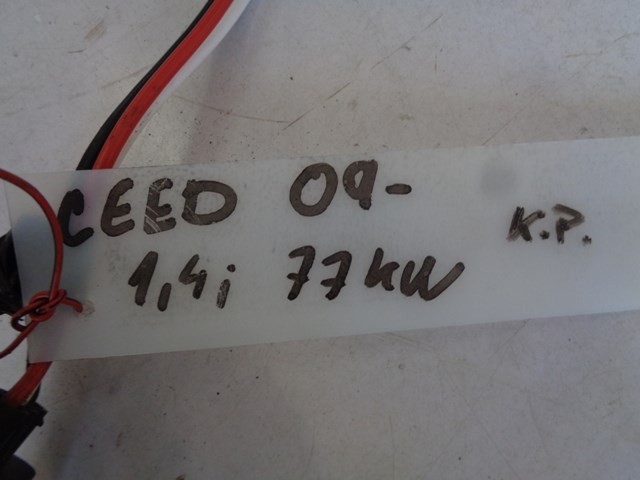 CEED 09-
K.P.
1,4i 77kW